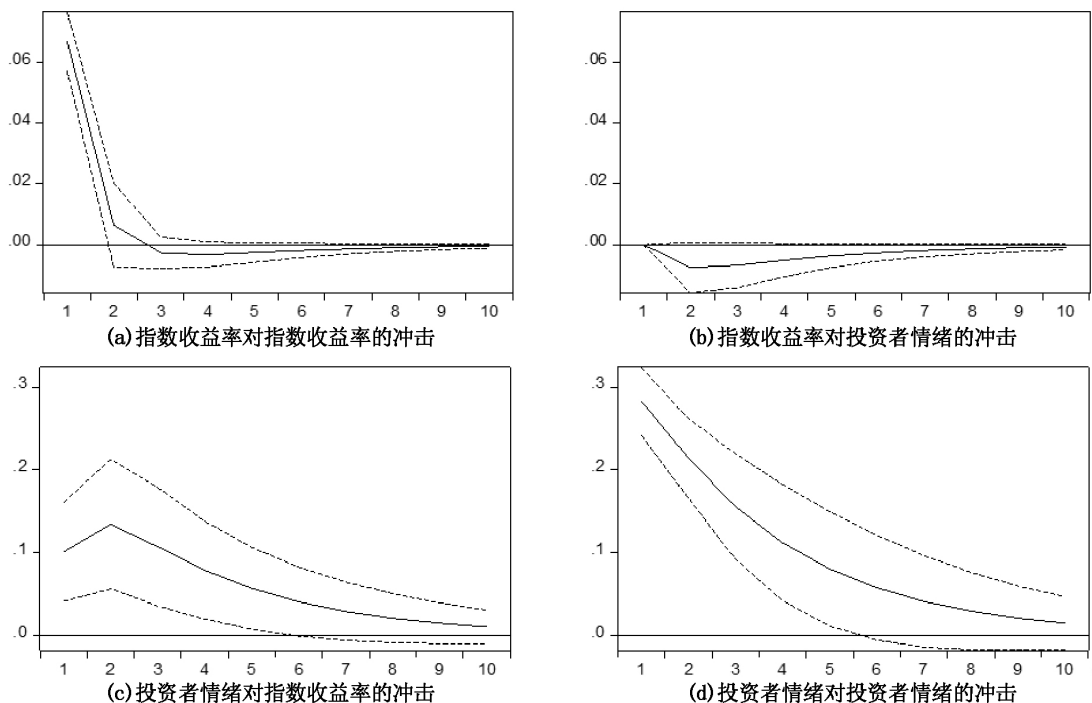 .06
.04
.02
.00
1 2 3 4 5 6 7 8 9 10
(a)指数收益率对指数收益率的冲击
.06
.04
.02
.00
1 2 3 4 5 6 7 8 9 10
(b)指数收益率对投资者情绪的冲击
.3
.2
.1
.0
1 2 3 4 5 6 7 8 9 10
(c)投资者情绪对指数收益率的冲击
.3
.2
.1
.0
1 2 3 4 5 6 7 8 9 10
(d)投资者情绪对投资者情绪的冲击